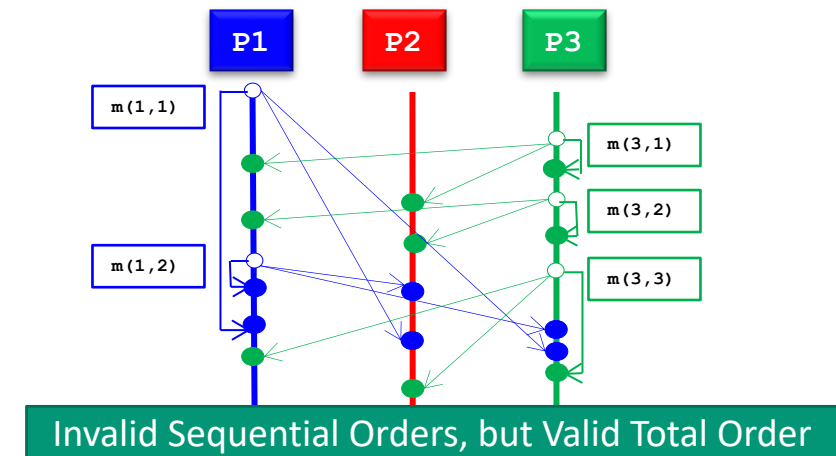 P1 P2 P3
m(1,1)
m(3,1)
m(3,2)
m(1,2)
m(3,3)
Invalid Sequential Orders, but Valid Total Order